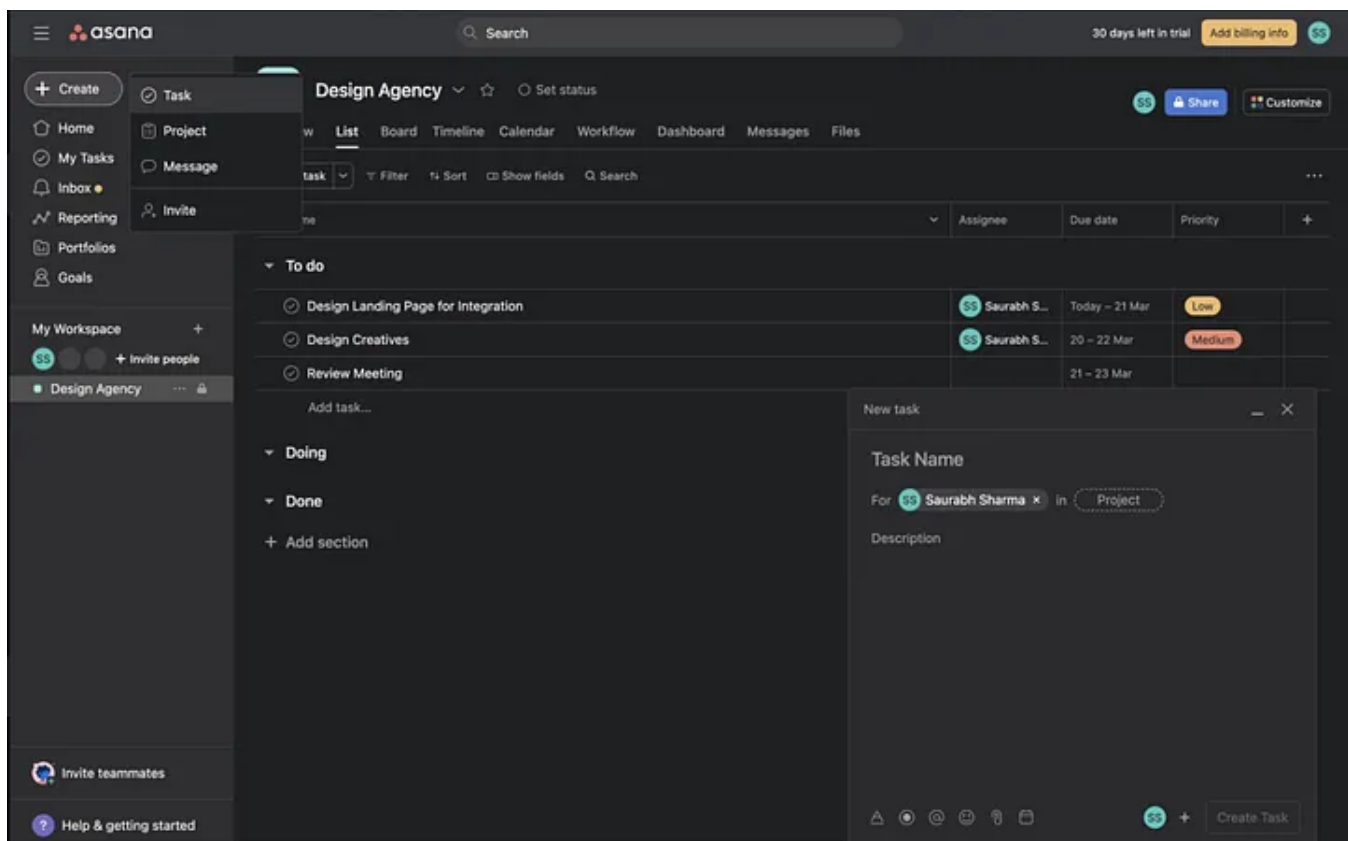 asana
Search
30 days left in trial
Add billing info
SS
+ Create
Home
My Tasks
Inbox
Reporting
Portfolios
Goals
My Workspace +
SS + Invite people
Design Agency ...
Invite teammates
? Help & getting started
Task
Project
Message
Invite
Design Agency
Set status
SS
Share
Customize
w List Board Timeline Calendar Workflow Dashboard Messages Files
task Filter Sort Show fields Search ...
me Assignee Due date Priority +
To do
Design Landing Page for Integration SS Saurabh S... Today – 21 Mar Low
Design Creatives SS Saurabh S... 20 – 22 Mar Medium
Review Meeting 21 – 23 Mar
Add task...
Doing
Done
+ Add section
New task
Task Name
For SS Saurabh Sharma × in Project
Description
SS + Create Task